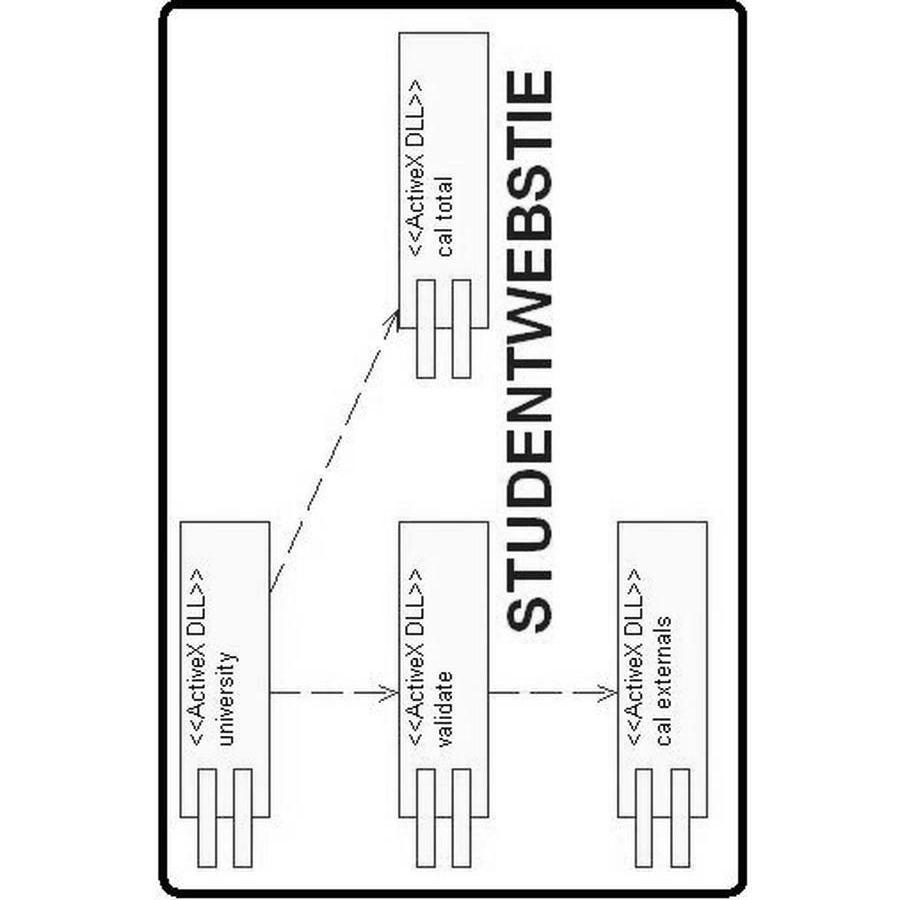 <<ActiveX DLL>>
university
<<ActiveX DLL>>
validate
<<ActiveX DLL>>
cal total
STUDENTWEBSTIE
<<ActiveX DLL>>
cal externals